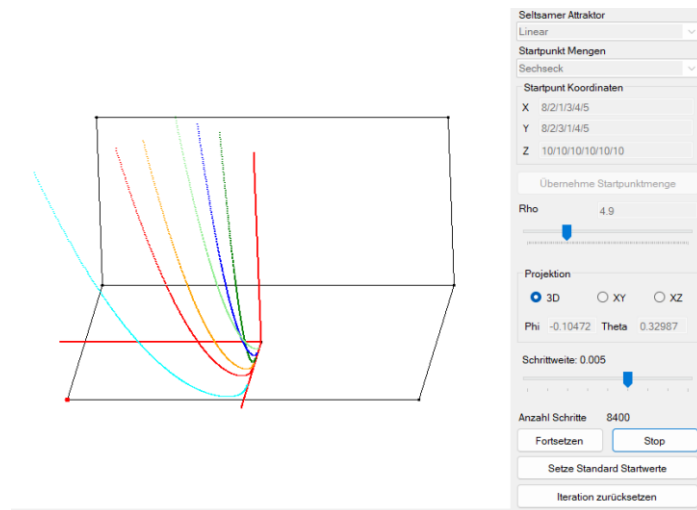 Seltsamer Attraktor
Linear
Startpunkt Mengen
Sechseck
Startpunt Koordinaten
X 8/2/1/3/4/5
Y 8/2/3/1/4/5
Z 10/10/10/10/10/10
Übernehme Startpunktmenge
Rho 4.9
Projektion
3D XY XZ
Phi -0.10472 Theta 0.32987
Schrittweite: 0.005
Anzahl Schritte 8400
Fortsetzen Stop
Setze Standard Startwerte
Iteration zurücksetzen